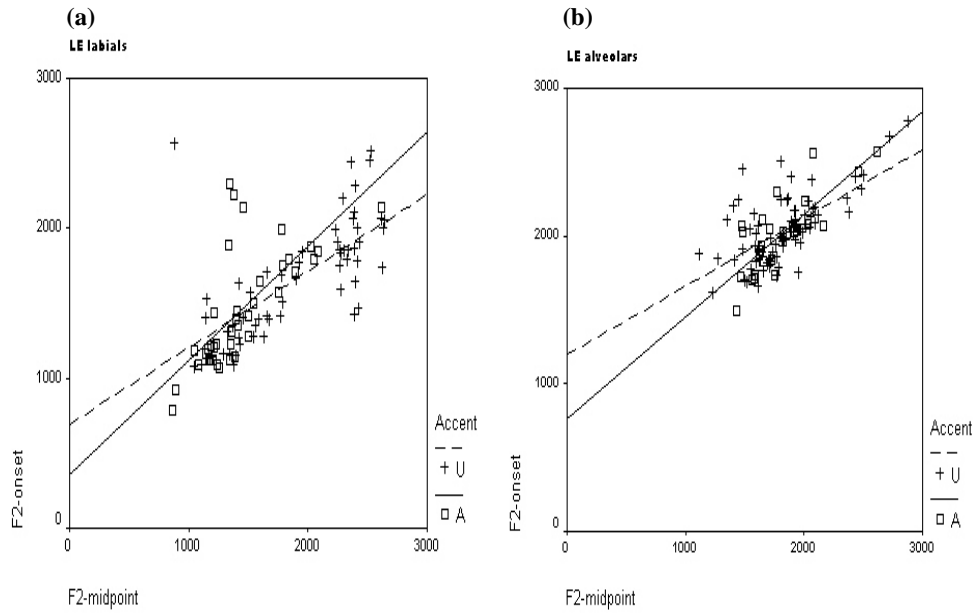 (a)
LE labials
3000
2000
1000
0
F2-onset
0 1000 2000 3000
F2-midpoint
Accent
U
A
(b)
LE alveolars
3000
2000
1000
0
F2-onset
0 1000 2000 3000
F2-midpoint
Accent
U
A